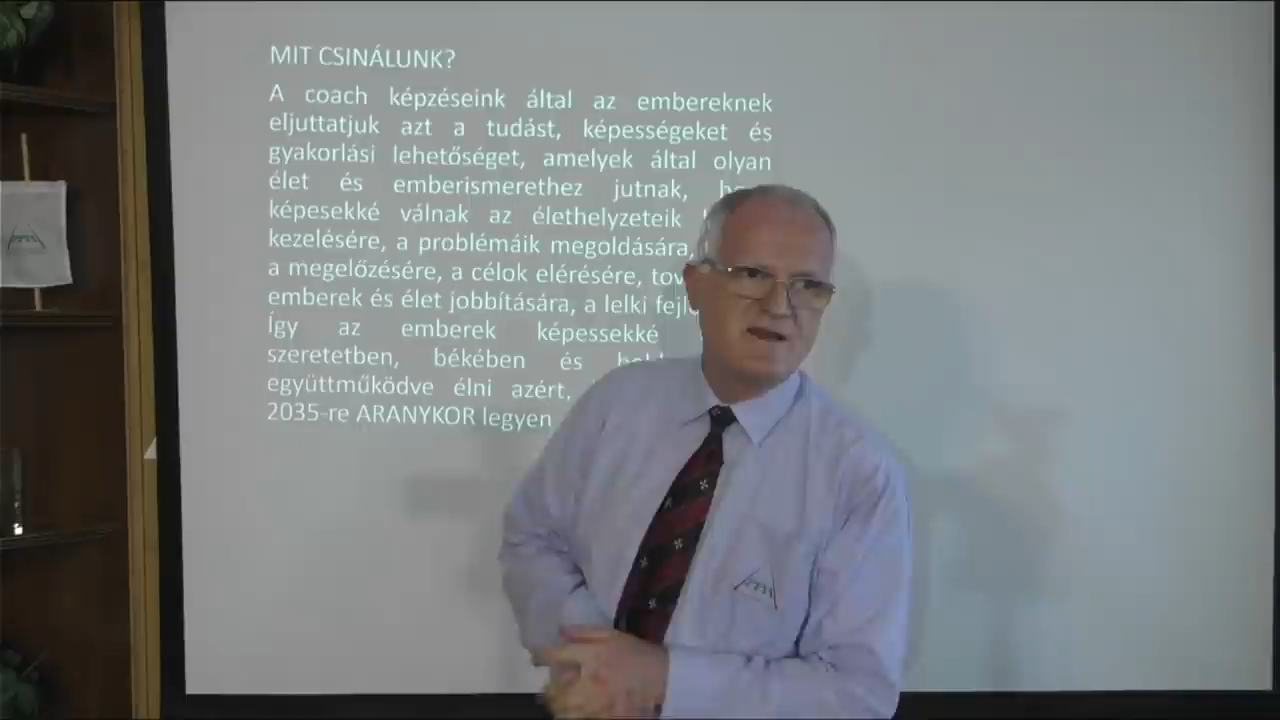 MIT CSINÁLUNK?
A coach képzéseink által az embereknek
eljuttatjuk azt a tudást, képességeket és
gyakorlási lehetőséget, amelyek által olyan
élet és emberismerethez jutnak,
képesekké válnak az élethelyzeteik
kezelésére, a problémáik megoldására,
a megelőzésére, a célok elérésére,
emberek és élet jobbítására, a lelki
Így az emberek képessekké
szeretetben, békében és
együttműködve élni azért,
2035-re ARANYKOR legyen